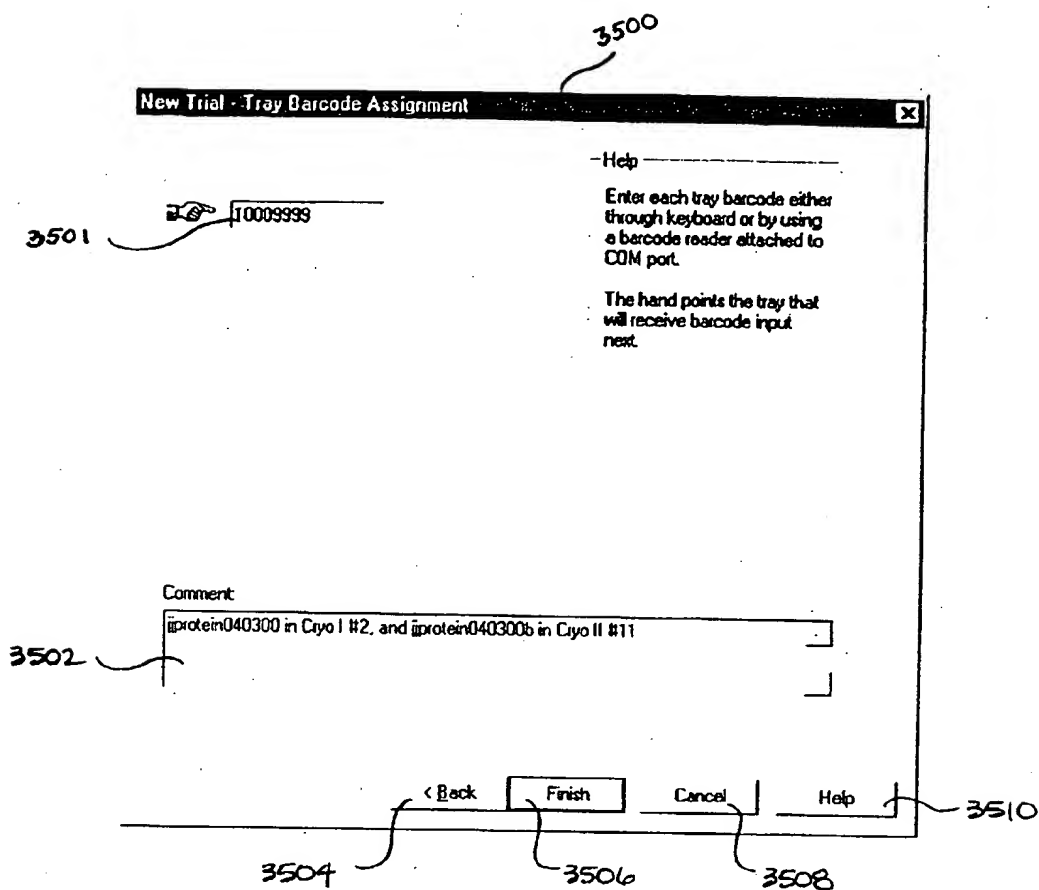 3500
New Trial - Tray Barcode Assignment
Help
Enter each tray barcode either
through keyboard or by using
a barcode reader attached to
COM port.
The hand points the tray that
will receive barcode input
next.
10009999
3501
Comment:
jjprotein040300 in Cryo I #2, and jjprotein040300b in Cryo II #11
3502
< Back
Finish
Cancel
Help
3510
3504
3506
3508